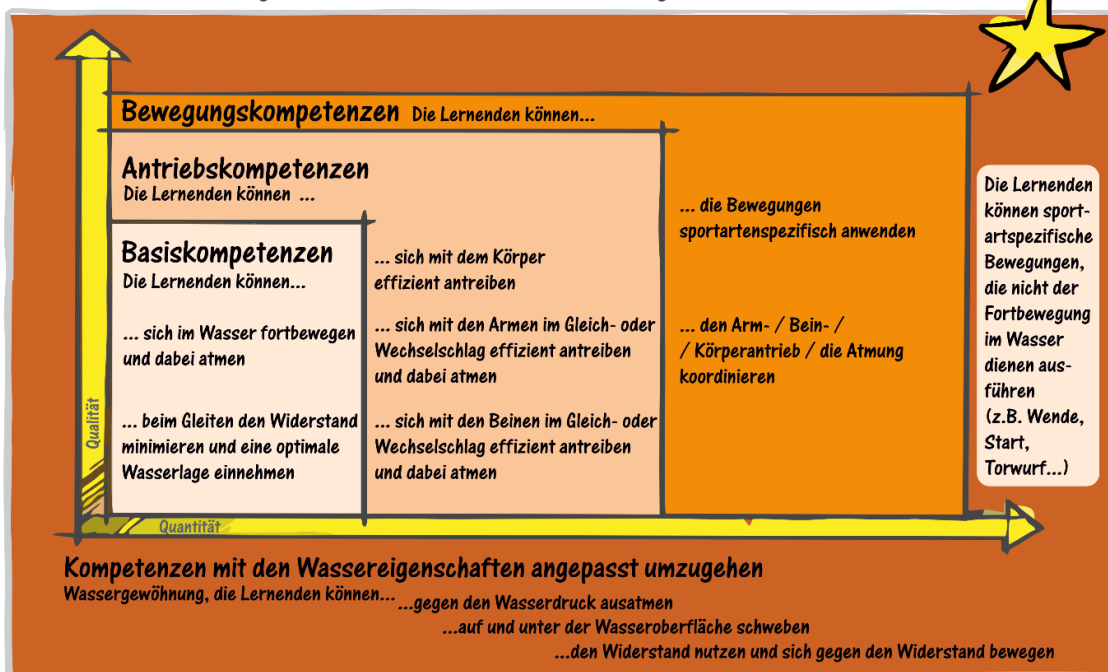 Bewegungskompetenzen Die Lernenden können...
Antriebskompetenzen
Die Lernenden können ...
Basiskompetenzen
Die Lernenden können...
... sich im Wasser fortbewegen
und dabei atmen
... beim Gleiten den Widerstand
minimieren und eine optimale
Wasserlage einnehmen
... sich mit dem Körper
effizient antreiben
... sich mit den Armen im Gleich- oder
Wechselschlag effizient antreiben
und dabei atmen
... sich mit den Beinen im Gleich- oder
Wechselschlag effizient antreiben
und dabei atmen
... die Bewegungen
sportartenspezifisch anwenden
... den Arm- / Bein- /
/ Körperantrieb / die Atmung
koordinieren
Die Lernenden
können sport-
artspezifische
Bewegungen,
die nicht der
Fortbewegung
im Wasser
dienen aus-
führen
(z.B. Wende,
Start,
Torwurf...)
Qualität
Quantität
Kompetenzen mit den Wassereigenschaften angepasst umzugehen
Wassergewöhnung, die Lernenden können... ...gegen den Wasserdruck ausatmen
...auf und unter der Wasseroberfläche schweben
...den Widerstand nutzen und sich gegen den Widerstand bewegen